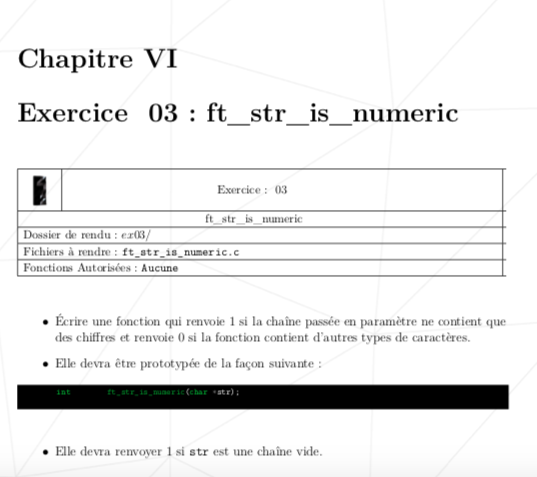 Chapitre VI
Exercice 03 : ft_str_is_numeric
Exercice : 03
ft_str_is_numeric
Dossier de rendu : ex03/
Fichiers à rendre : ft_str_is_numeric.c
Fonctions Autorisées : Aucune
• Écrire une fonction qui renvoie 1 si la chaîne passée en paramètre ne contient que
des chiffres et renvoie 0 si la fonction contient d'autres types de caractères.
• Elle devra être prototypée de la façon suivante :
int ft_str_is_numeric(char *str);
• Elle devra renvoyer 1 si str est une chaîne vide.